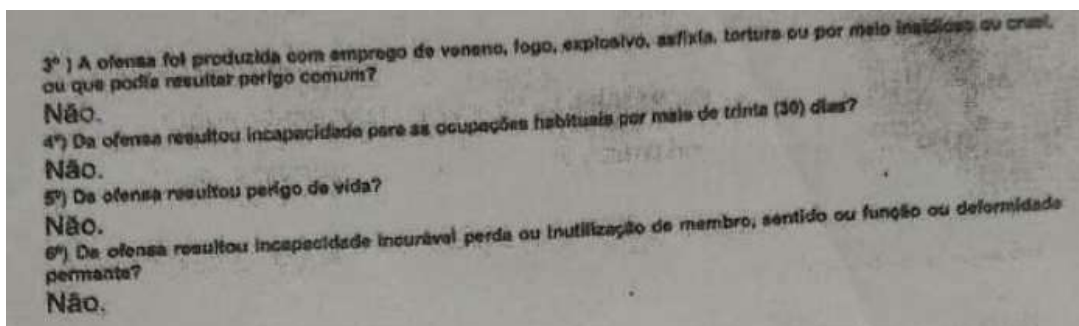 3º ) A ofensa foi produzida com emprego de veneno, fogo, explosivo, asfixia, tortura ou por meio insidioso ou cruel,
ou que podia resultar perigo comum?
Não.
4º) Da ofensa resultou incapacidade para as ocupações habituais por mais de trinta (30) dias?
Não.
5º) Da ofensa resultou perigo de vida?
Não.
6º) Da ofensa resultou incapacidade incurável perda ou inutilização de membro, sentido ou função ou deformidade
permante?
Não.